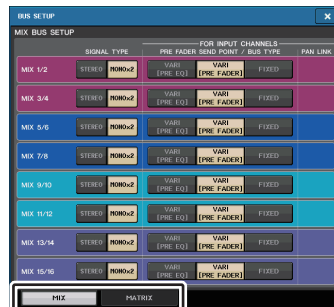 BUS SETUP
MIX BUS SETUP
FOR INPUT CHANNELS
SIGNAL TYPE PRE FADER SEND POINT / BUS TYPE PAN LINK
MIX 1/2 STEREO MONOx2 VARI [PRE EQ] VARI [PRE FADER] FIXED
MIX 3/4 STEREO MONOx2 VARI [PRE EQ] VARI [PRE FADER] FIXED
MIX 5/6 STEREO MONOx2 VARI [PRE EQ] VARI [PRE FADER] FIXED
MIX 7/8 STEREO MONOx2 VARI [PRE EQ] VARI [PRE FADER] FIXED
MIX 9/10 STEREO MONOx2 VARI [PRE EQ] VARI [PRE FADER] FIXED
MIX 11/12 STEREO MONOx2 VARI [PRE EQ] VARI [PRE FADER] FIXED
MIX 13/14 STEREO MONOx2 VARI [PRE EQ] VARI [PRE FADER] FIXED
MIX 15/16 STEREO MONOx2 VARI [PRE EQ] VARI [PRE FADER] FIXED
MIX MATRIX